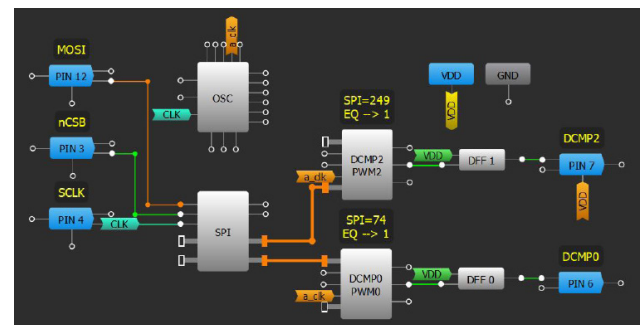 MOSI
PIN 12
nCSB
PIN 3
SCLK
PIN 4
CLK
a_clk
OSC
CLK
SPI
SPI=249
EQ --> 1
a_clk
DCMP2
PWM2
VDD
DFF 1
VDD
VDD
GND
DCMP2
PIN 7
VDD
SPI=74
EQ --> 1
a_clk
DCMP0
PWM0
VDD
DFF 0
DCMP0
PIN 6